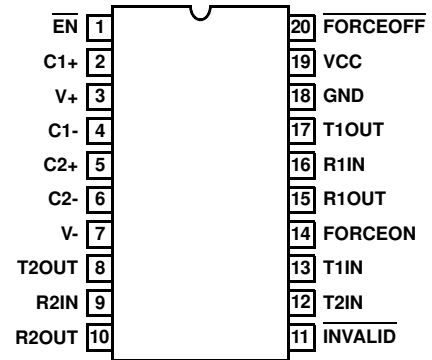 EN 1 20 FORCEOFF
C1+ 2 19 VCC
V+ 3 18 GND
C1- 4 17 T1OUT
C2+ 5 16 R1IN
C2- 6 15 R1OUT
V- 7 14 FORCEON
T2OUT 8 13 T1IN
R2IN 9 12 T2IN
R2OUT 10 11 INVALID